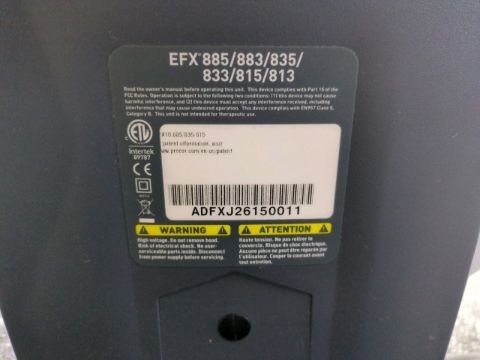 EFX® 885/883/835/
833/815/813
Read the owner's manual before operating this unit. This device complies with Part 15 of the
FCC Rules. Operation is subject to the following two conditions: (1) this device may not cause
harmful interference, and (2) this device must accept any interference received, including
interference that may cause undesired operation. This device complies with EN957 Class S,
Category B. This unit is not intended for therapeutic use.
ETL
Intertek
69787
CE
patent information, visit
ADFXJ26150011
WARNING
High voltage. Do not remove hood.
Risk of electrical shock. No user-
serviceable parts inside. Disconnect
from power supply before servicing.
ATTENTION
Haute tension. Ne pas retirer le
couvercle. Risque de choc électrique.
Aucune pièce ne peut être réparée par
l'utilisateur. Couper le courant avant
tout entretien.